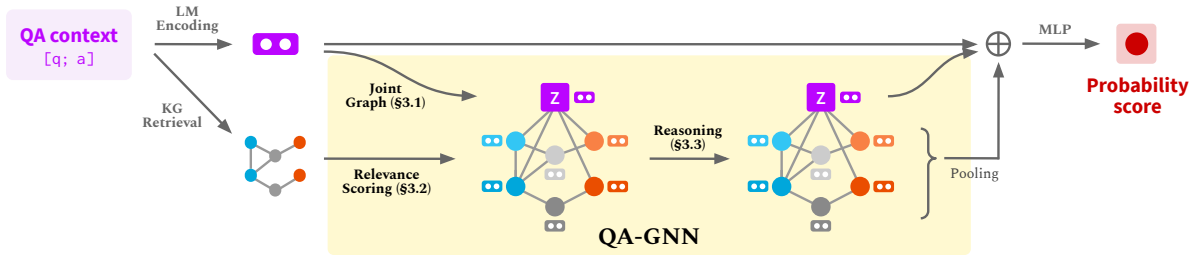 QA context
[q; a]
LM
Encoding
KG
Retrieval
Joint
Graph (§3.1)
Relevance
Scoring (§3.2)
Z
Reasoning
(§3.3)
Z
QA-GNN
Pooling
MLP
Probability
score